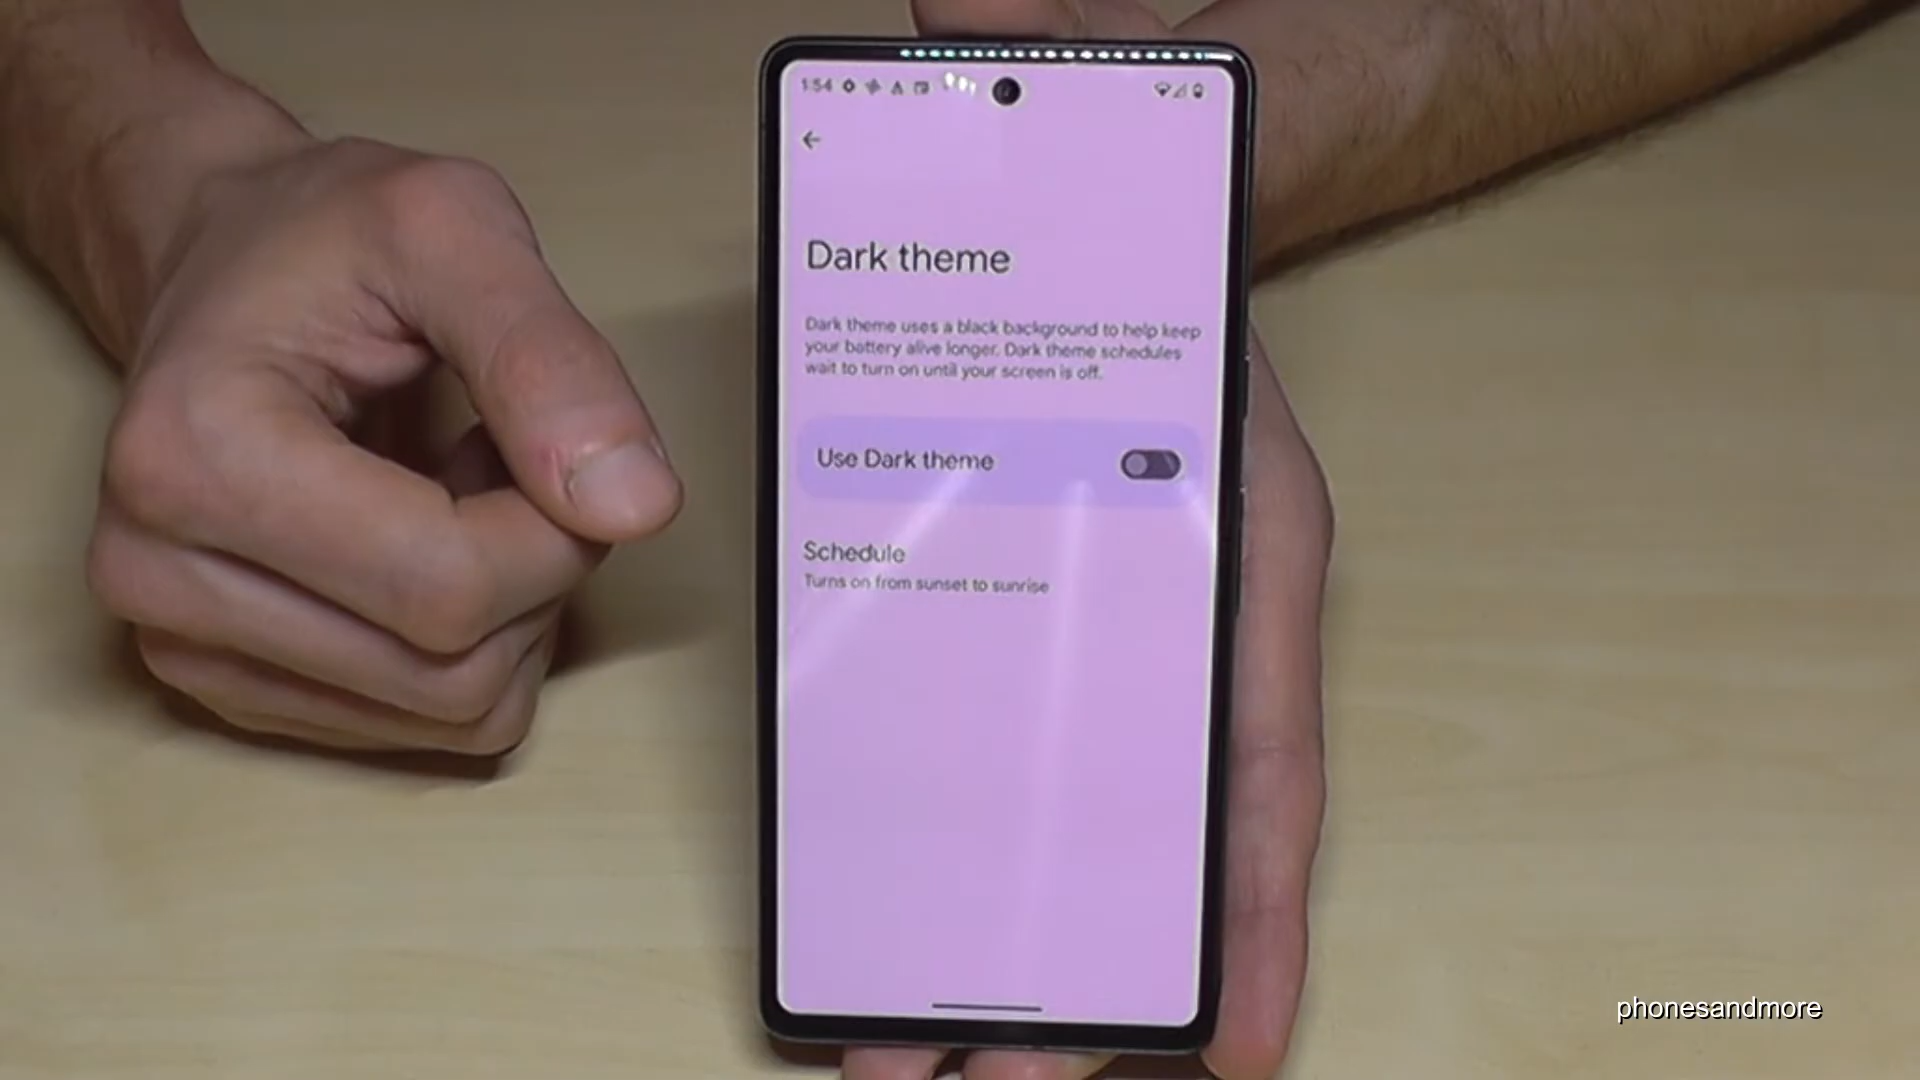 1:54
Dark theme
Dark theme uses a black background to help keep
your battery alive longer. Dark theme schedules
wait to turn on until your screen is off.
Use Dark theme
Schedule
Turns on from sunset to sunrise
phonesandmore